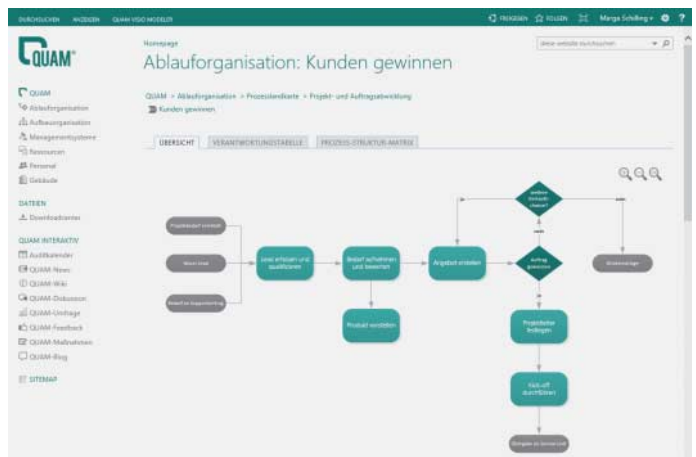 DURCHSUCHEN ANZEIGEN QUAM VISIO MODELER
FREIGEBEN FOLGEN Marga Schilling ?
QUAM
Homepage
Ablauforganisation: Kunden gewinnen
diese website durchsuchen
QUAM > Ablauforganisation > Prozesslandkarte > Projekt- und Auftragsabwicklung
Kunden gewinnen
ÜBERSICHT VERANTWORTUNGSTABELLE PROZESS-STRUKTUR-MATRIX
QUAM
Ablauforganisation
Aufbauorganisation
Managementsysteme
Ressourcen
Personal
Gebäude
DATEIEN
Downloadcenter
QUAM INTERAKTIV
Auditkalender
QUAM-News
QUAM-Wiki
QUAM-Diskussion
QUAM-Umfrage
QUAM-Feedback
QUAM-Maßnahmen
QUAM-Blog
SITEMAP
Lead erfassen und
qualifizieren
Bedarf aufnehmen
und bewerten
Angebot erstellen
Auftrag
gewonnen
Produkt vorstellen
Projektleiter
festlegen
Kick-off
durchführen